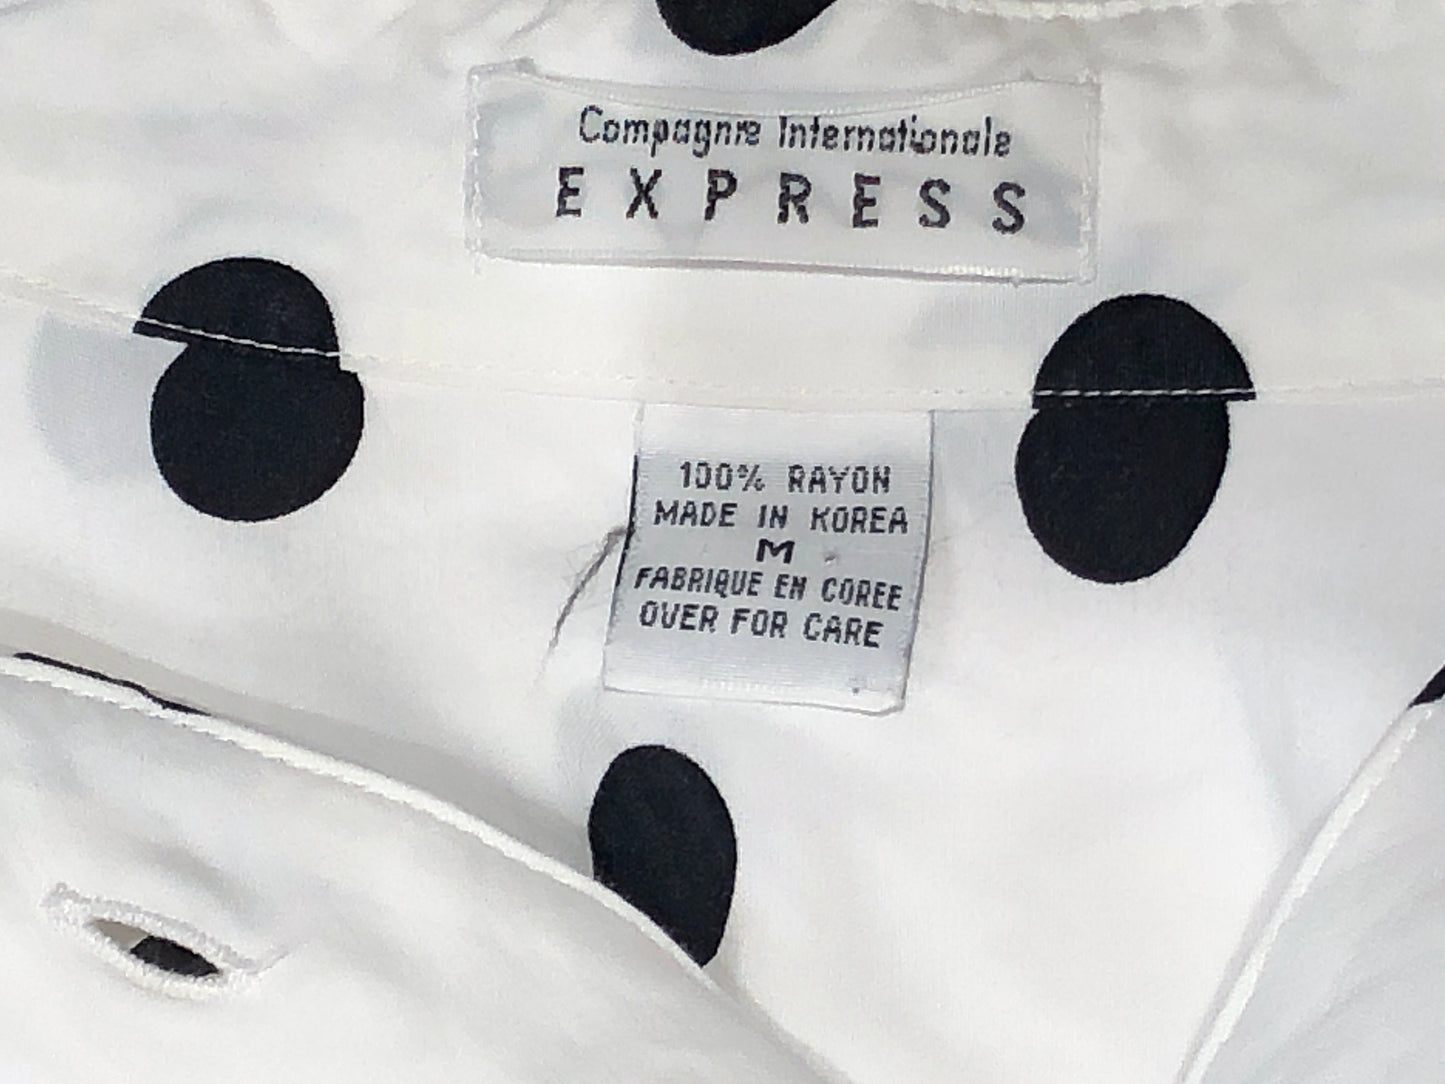 Compagnie Internationale
EXPRESS
100% RAYON
MADE IN KOREA
M
FABRIQUE EN COREE
OVER FOR CARE